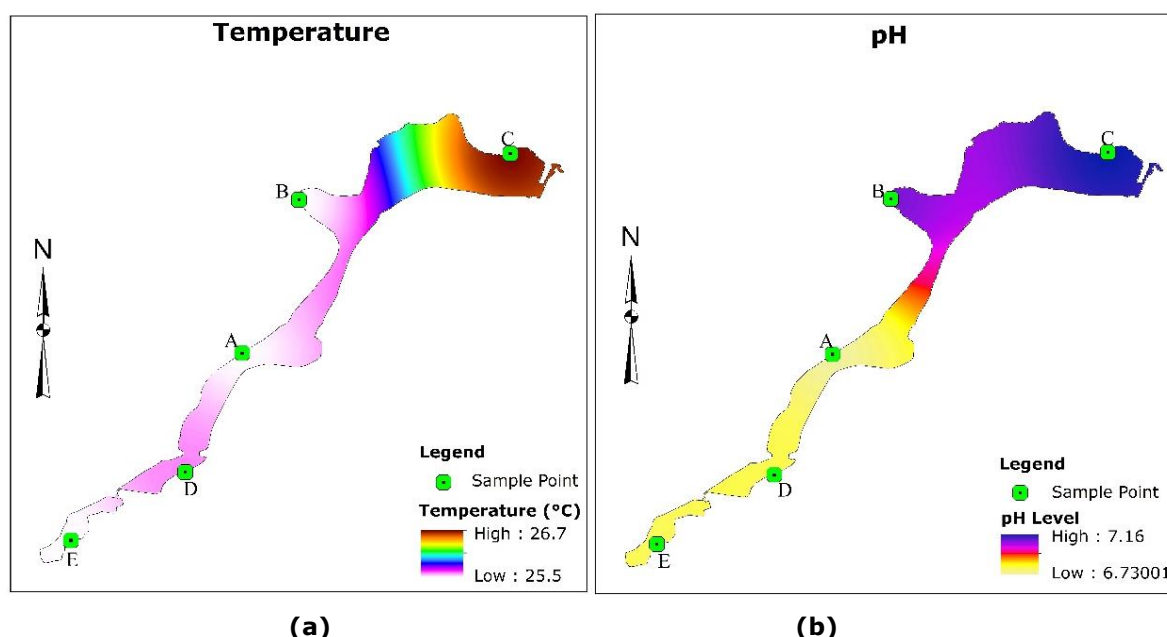 Temperature
C
B
N
A
D
E
Legend
Sample Point
Temperature (°C)
High : 26.7
Low : 25.5
(a)
pH
C
B
N
A
D
E
Legend
Sample Point
pH Level
High : 7.16
Low : 6.73001
(b)